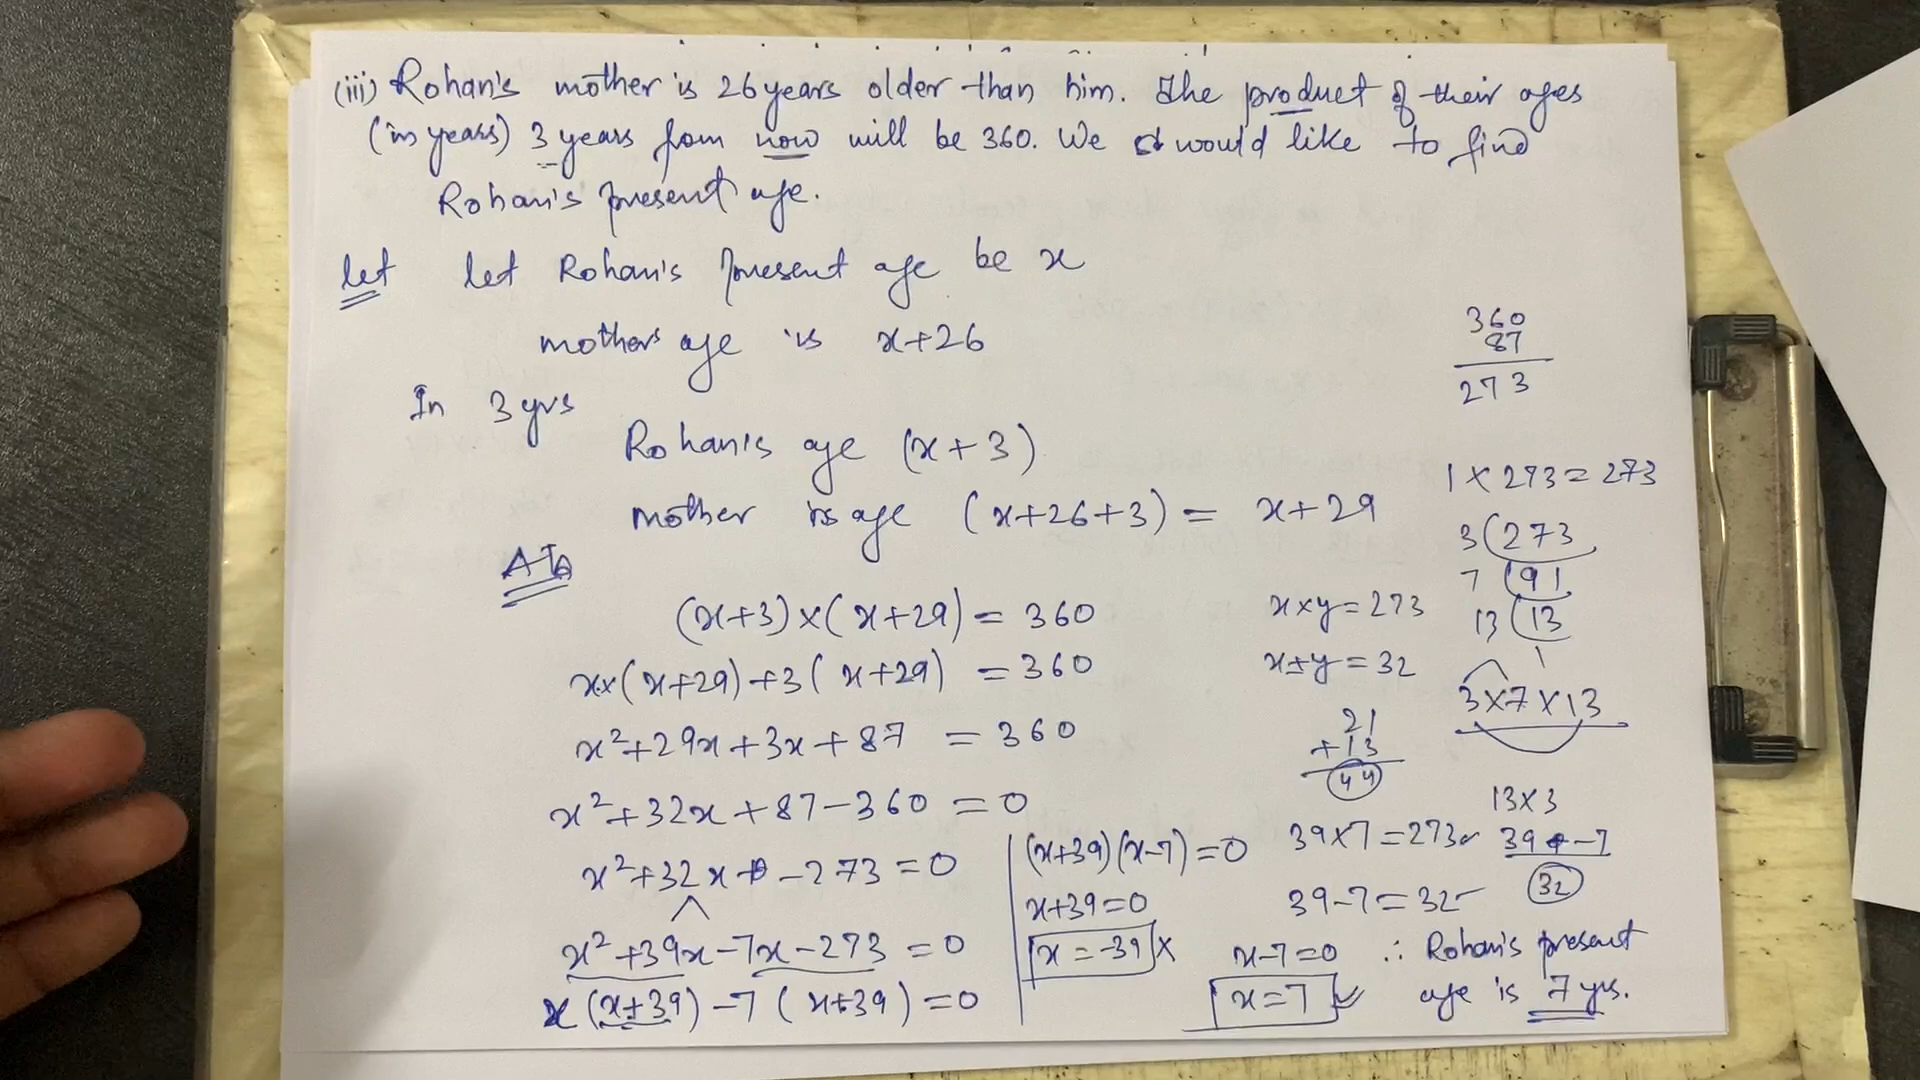 (iii) Rohan's mother is 26 years older than him. The product of their ages
(in years) 3 years from now will be 360. We would like to find
Rohan's present age.
let let Rohan's present age be x
mothers age is x+26
In 3 yrs
Rohan's age (x+3)
mother is age (x+26+3) = x+29
ATQ
(x+3)×(x+29) = 360
x×(x+29)+3(x+29) = 360
x²+29x+3x+87 = 360
x²+32x+87-360 = 0
x²+32x -273 = 0
x²+39x-7x-273 = 0
x(x+39)-7(x+39) = 0
(x+39)(x-7) = 0
x+39=0
x=-39 ×
x-7=0
x=7 ✓
360
87
273
1×273=273
3(273
7(91
13(13
1
3×7×13
x×y=273
x±y=32
21
+13
44
13×3
39-7
32
39×7=273✓
39-7=32
∴ Rohan's present
age is 7 yrs.